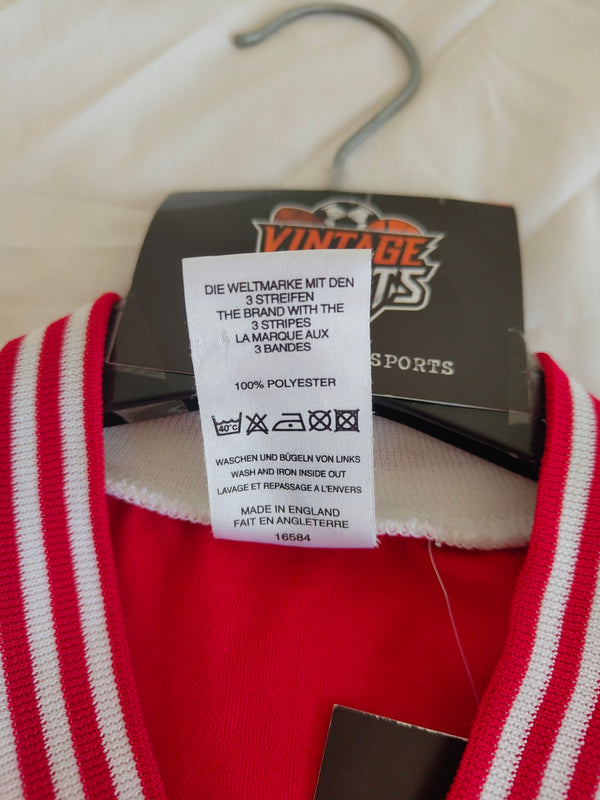 VINTAGE
SPORTS
DIE WELTMARKE MIT DEN
3 STREIFEN
THE BRAND WITH THE
3 STRIPES
LA MARQUE AUX
3 BANDES
100% POLYESTER
40°C
WASCHEN UND BÜGELN VON LINKS
WASH AND IRON INSIDE OUT
LAVAGE ET REPASSAGE A L'ENVERS
MADE IN ENGLAND
FAIT EN ANGLETERRE
16584